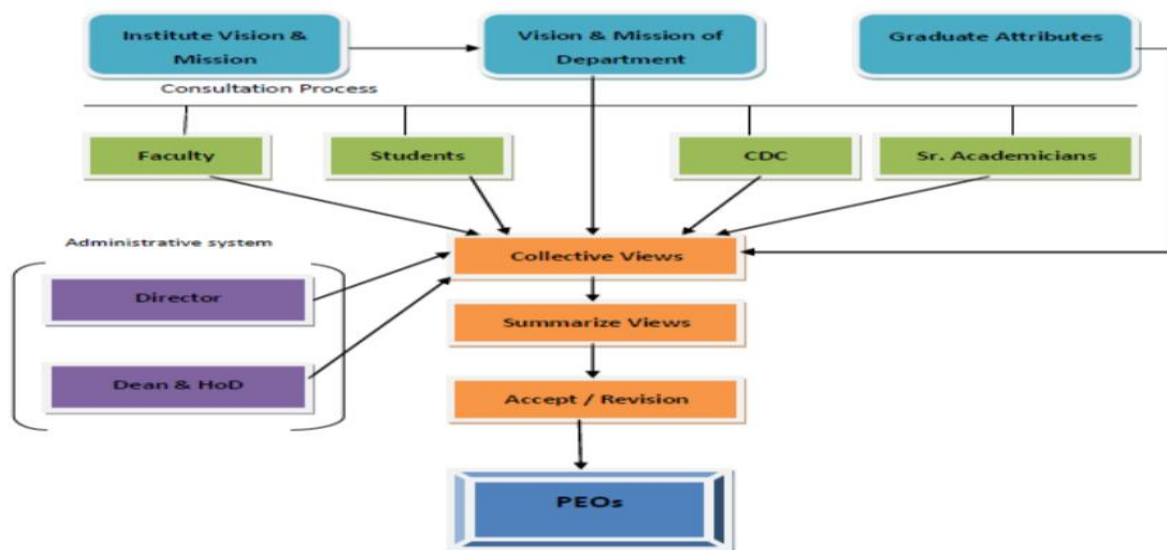 Institute Vision &
Mission
Vision & Mission of
Department
Graduate Attributes
Consultation Process
Faculty
Students
CDC
Sr. Academicians
Administrative system
Collective Views
Director
Summarize Views
Dean & HoD
Accept / Revision
PEOs